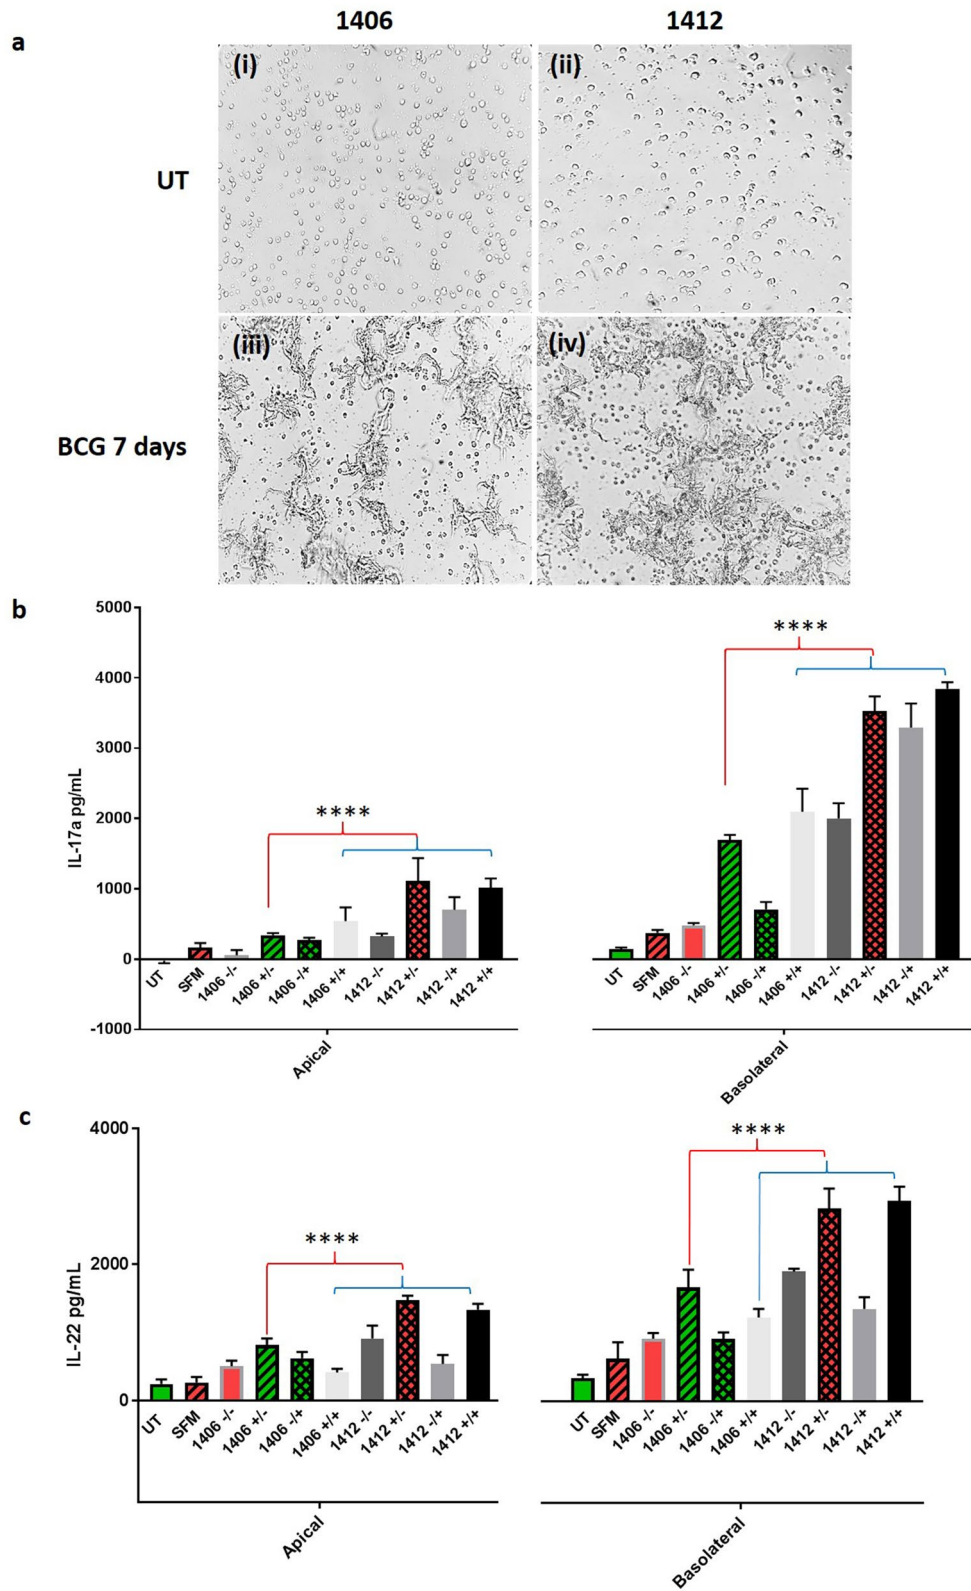 1406 1412
a
(i) (ii)
UT
(iii) (iv)
BCG 7 days
b
5000
4000
3000
2000
1000
0
-1000
IL-17a pg/mL
**** ****
UT SFM 1406 -/- 1406 +/- 1406 -/+ 1406 +/+ 1412 -/- 1412 +/- 1412 -/+ 1412 +/+
UT SFM 1406 -/- 1406 +/- 1406 -/+ 1406 +/+ 1412 -/- 1412 +/- 1412 -/+ 1412 +/+
Apical Basolateral
c
4000
2000
0
IL-22 pg/mL
**** ****
UT SFM 1406 -/- 1406 +/- 1406 -/+ 1406 +/+ 1412 -/- 1412 +/- 1412 -/+ 1412 +/+
UT SFM 1406 -/- 1406 +/- 1406 -/+ 1406 +/+ 1412 -/- 1412 +/- 1412 -/+ 1412 +/+
Apical Basolateral